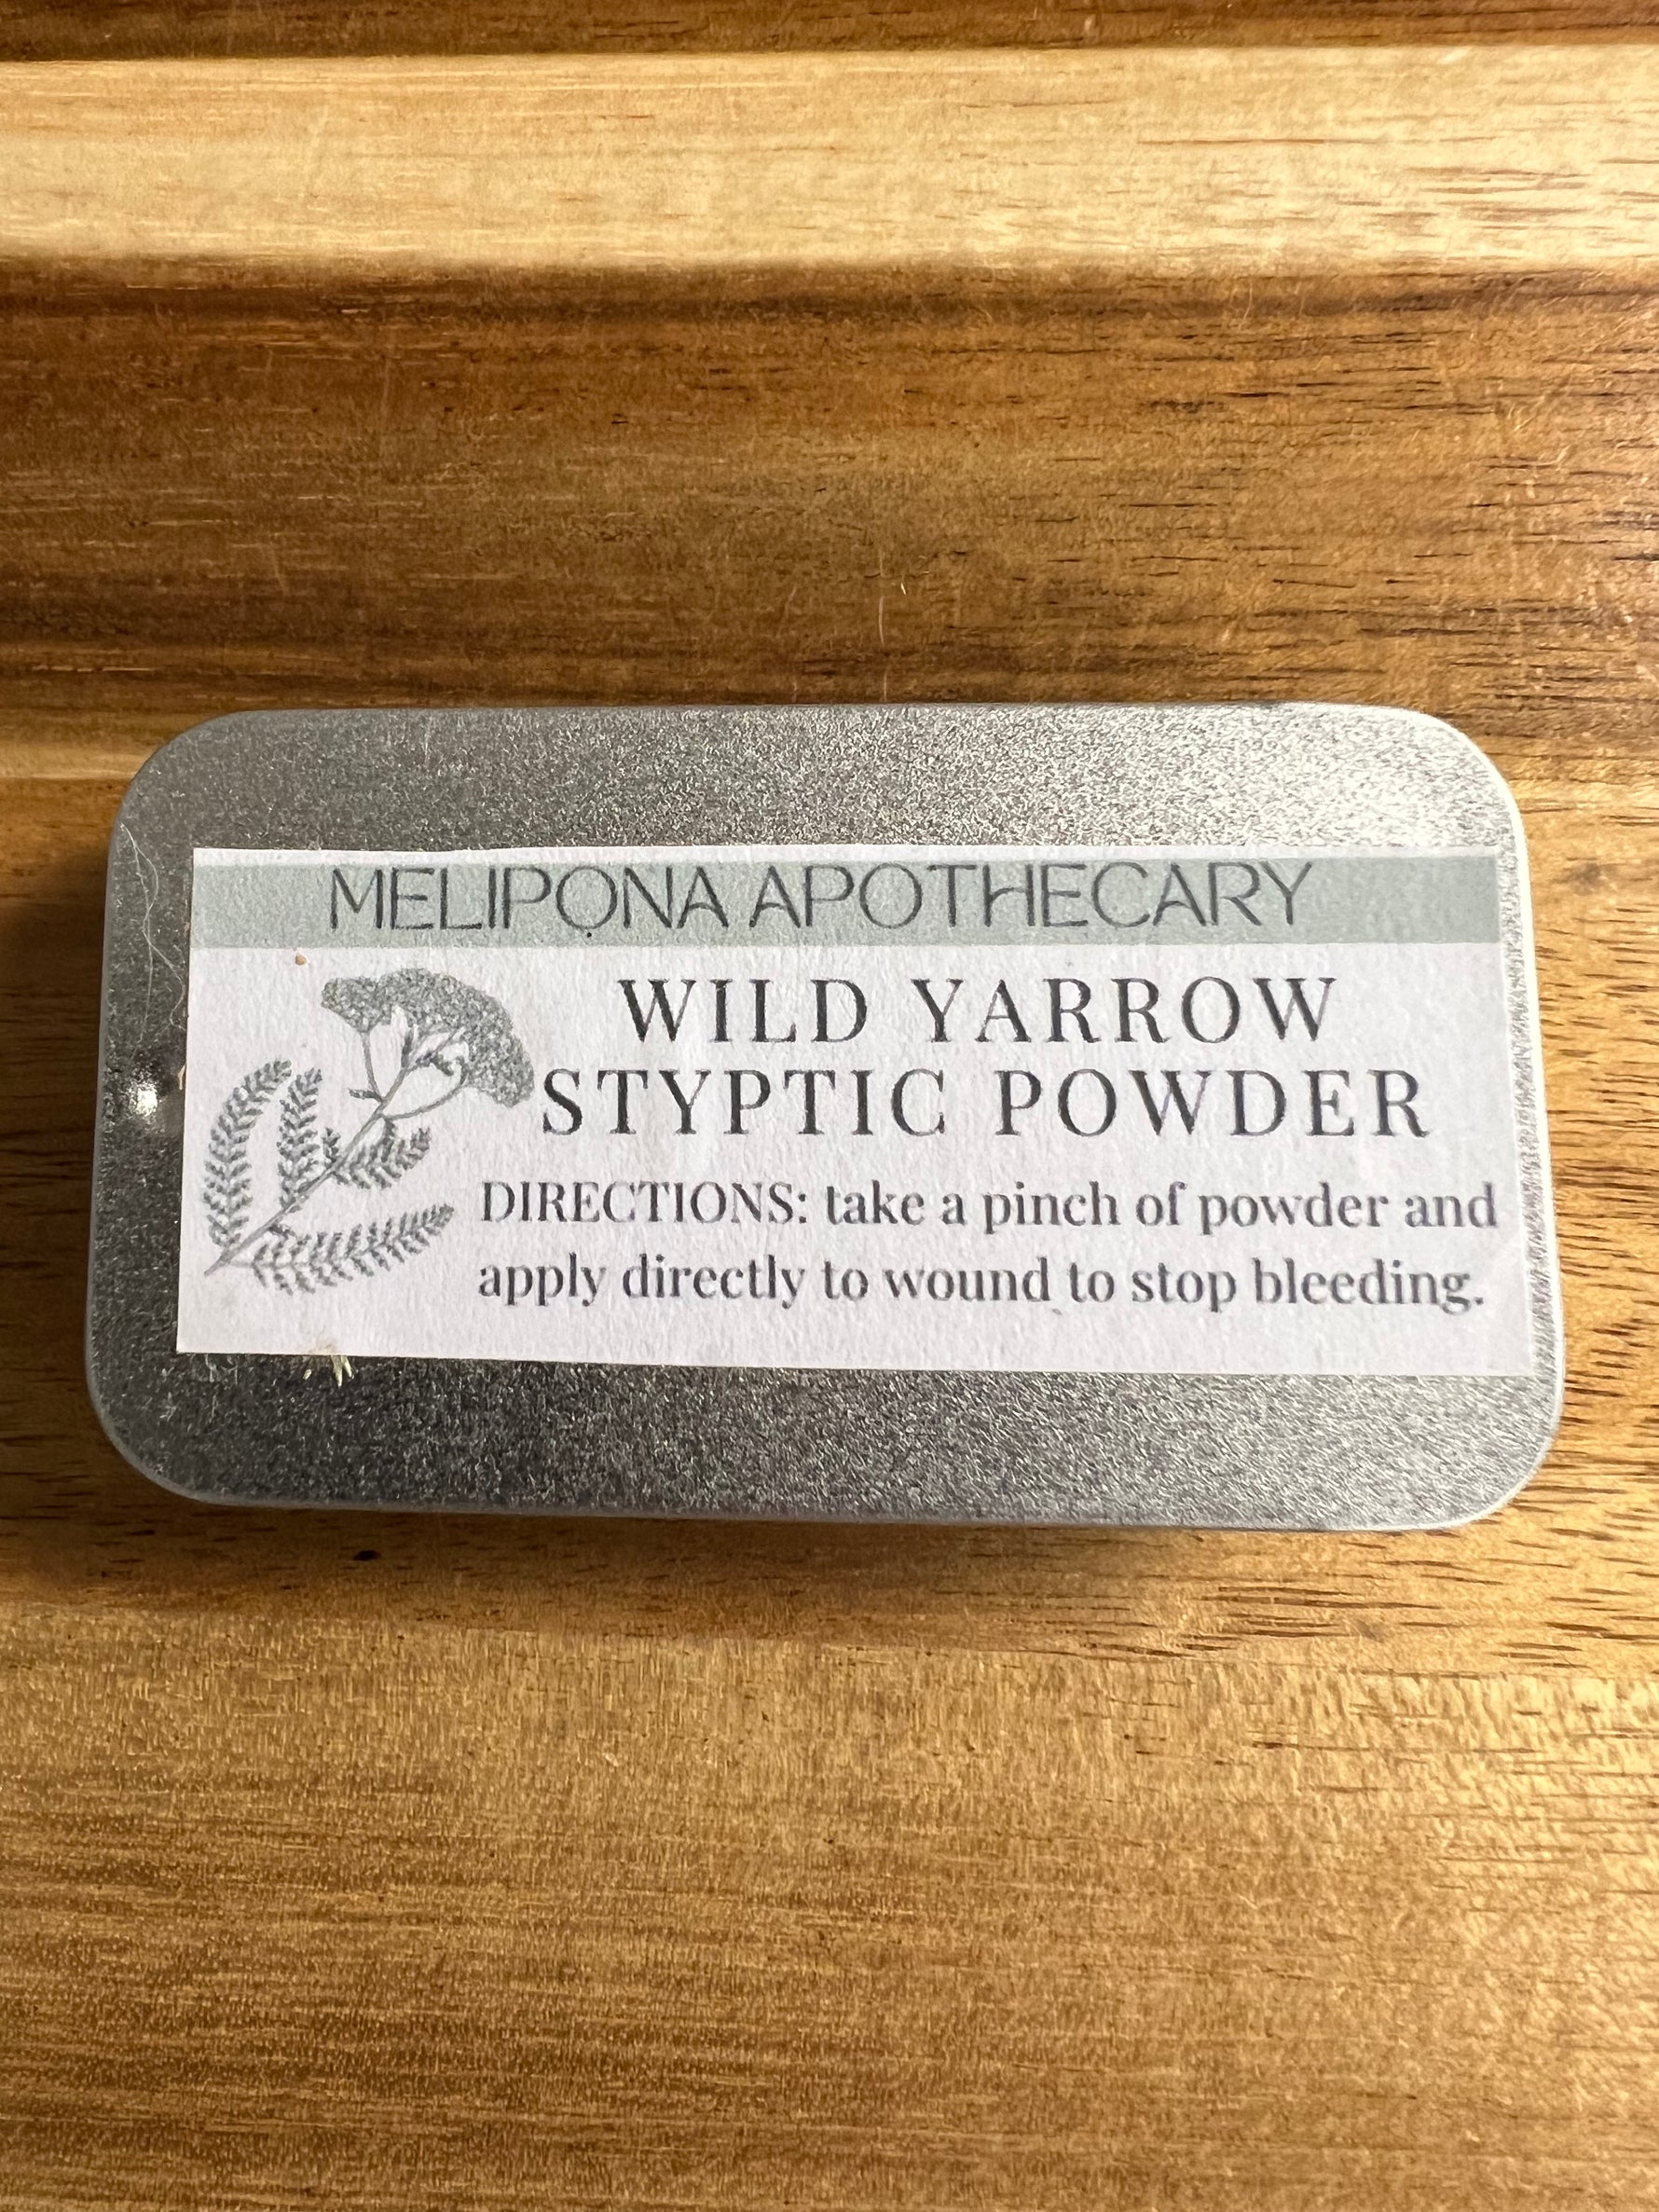 MELIPONA APOTHECARY
WILD YARROW
STYPTIC POWDER
DIRECTIONS: take a pinch of powder and
apply directly to wound to stop bleeding.